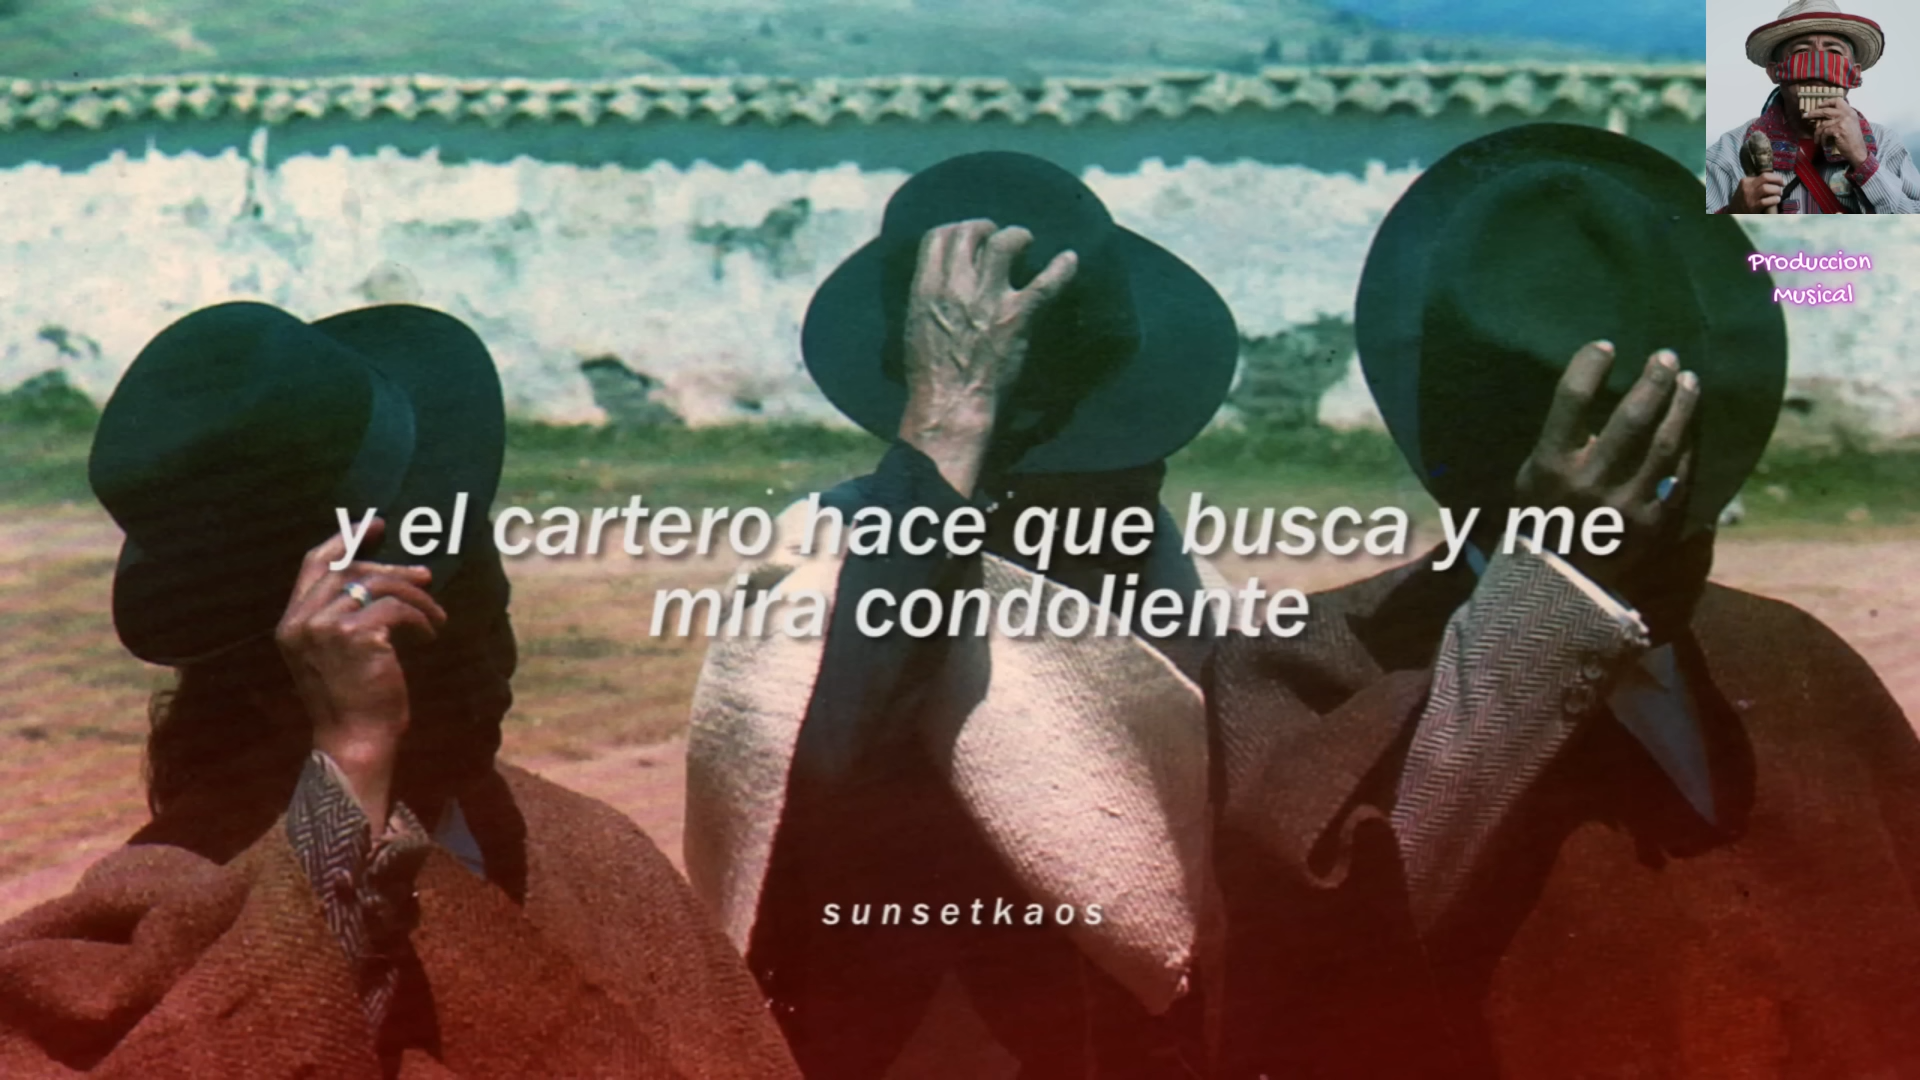 Produccion
Musical
y el cartero hace que busca y me
mira condoliente
sunsetkaos